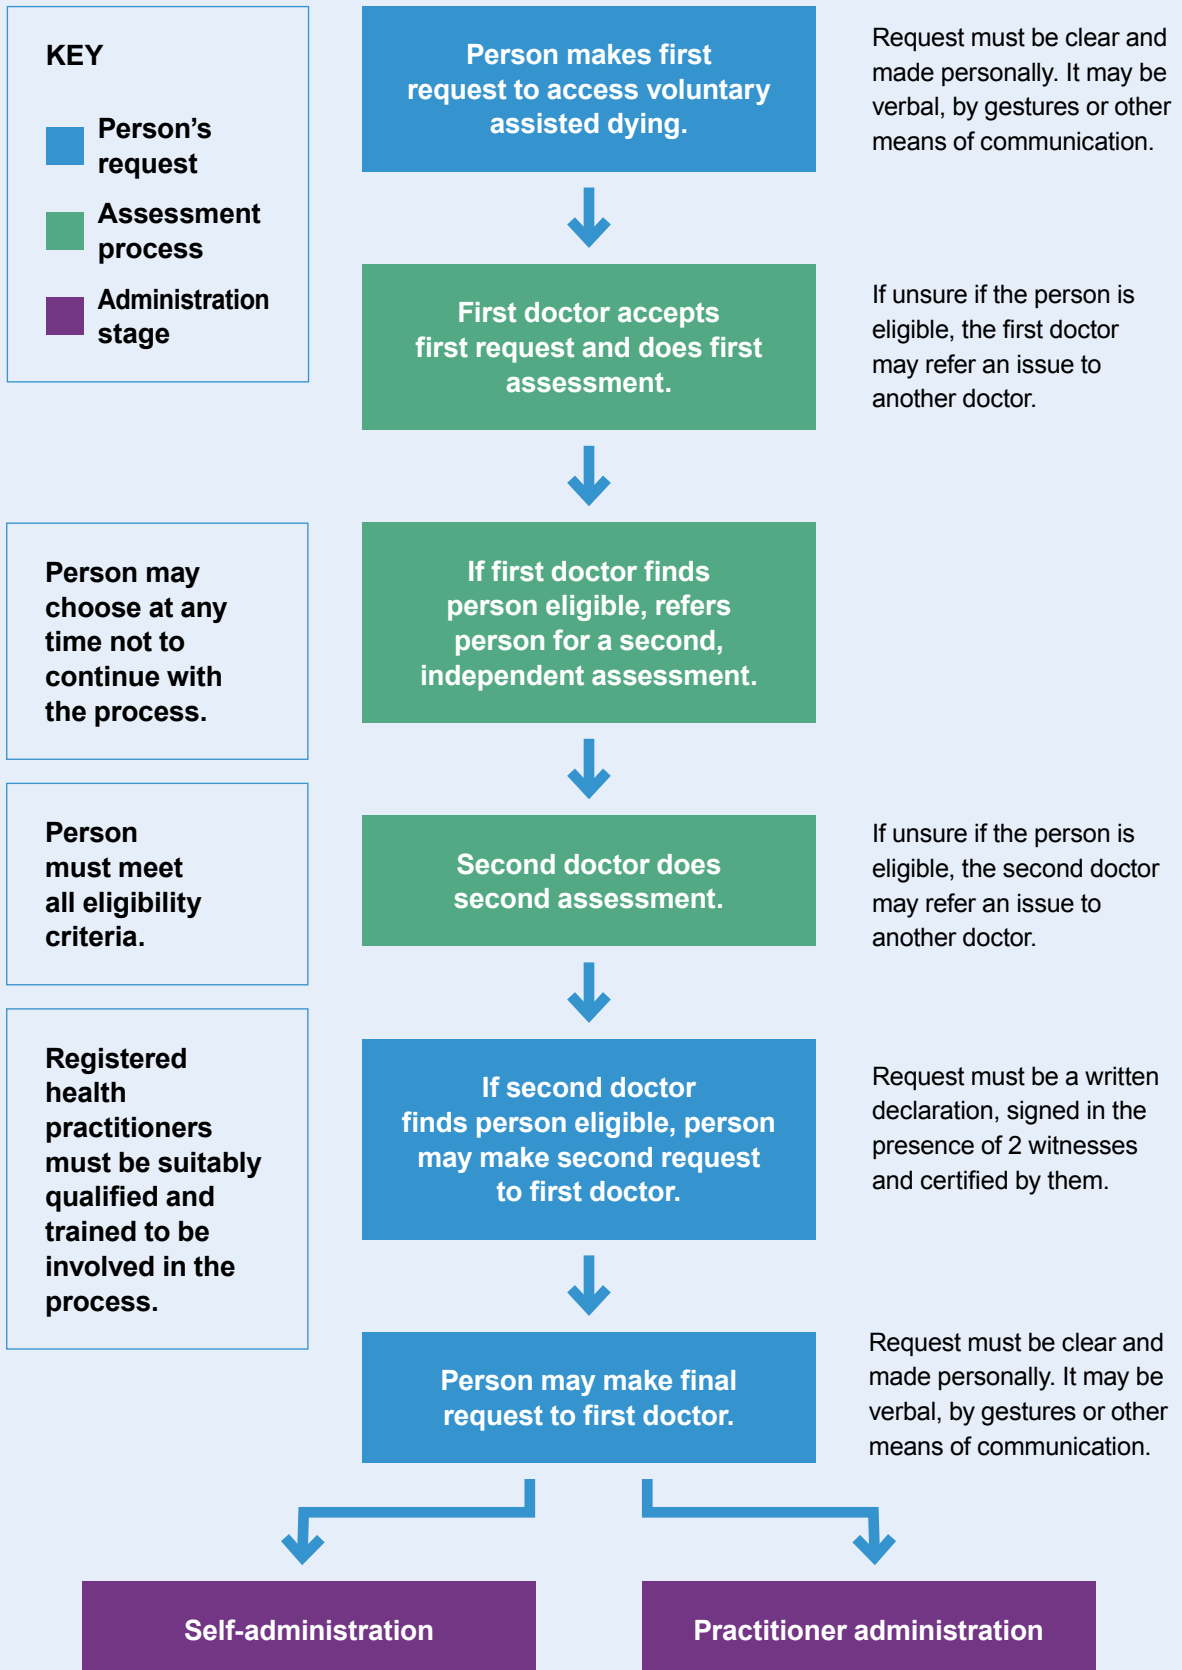 KEY
Person's
request
Assessment
process
Administration
stage
Person makes first
request to access voluntary
assisted dying.
Request must be clear and
made personally. It may be
verbal, by gestures or other
means of communication.
First doctor accepts
first request and does first
assessment.
If unsure if the person is
eligible, the first doctor
may refer an issue to
another doctor.
Person may
choose at any
time not to
continue with
the process.
If first doctor finds
person eligible, refers
person for a second,
independent assessment.
Person
must meet
all eligibility
criteria.
Second doctor does
second assessment.
If unsure if the person is
eligible, the second doctor
may refer an issue to
another doctor.
Registered
health
practitioners
must be suitably
qualified and
trained to be
involved in the
process.
If second doctor
finds person eligible, person
may make second request
to first doctor.
Request must be a written
declaration, signed in the
presence of 2 witnesses
and certified by them.
Person may make final
request to first doctor.
Request must be clear and
made personally. It may be
verbal, by gestures or other
means of communication.
Self-administration
Practitioner administration